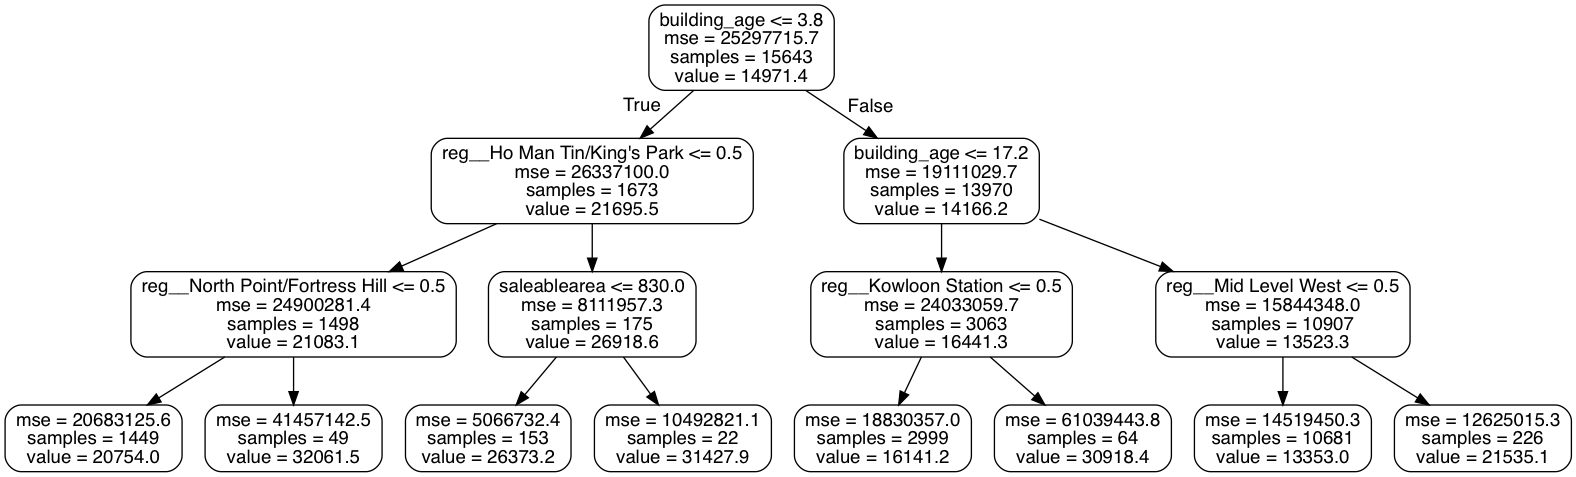 building_age <= 3.8
mse = 25297715.7
samples = 15643
value = 14971.4
True
False
reg__Ho Man Tin/King's Park <= 0.5
mse = 26337100.0
samples = 1673
value = 21695.5
building_age <= 17.2
mse = 19111029.7
samples = 13970
value = 14166.2
reg__North Point/Fortress Hill <= 0.5
mse = 24900281.4
samples = 1498
value = 21083.1
saleablearea <= 830.0
mse = 8111957.3
samples = 175
value = 26918.6
reg__Kowloon Station <= 0.5
mse = 24033059.7
samples = 3063
value = 16441.3
reg__Mid Level West <= 0.5
mse = 15844348.0
samples = 10907
value = 13523.3
mse = 20683125.6
samples = 1449
value = 20754.0
mse = 41457142.5
samples = 49
value = 32061.5
mse = 5066732.4
samples = 153
value = 26373.2
mse = 10492821.1
samples = 22
value = 31427.9
mse = 18830357.0
samples = 2999
value = 16141.2
mse = 61039443.8
samples = 64
value = 30918.4
mse = 14519450.3
samples = 10681
value = 13353.0
mse = 12625015.3
samples = 226
value = 21535.1